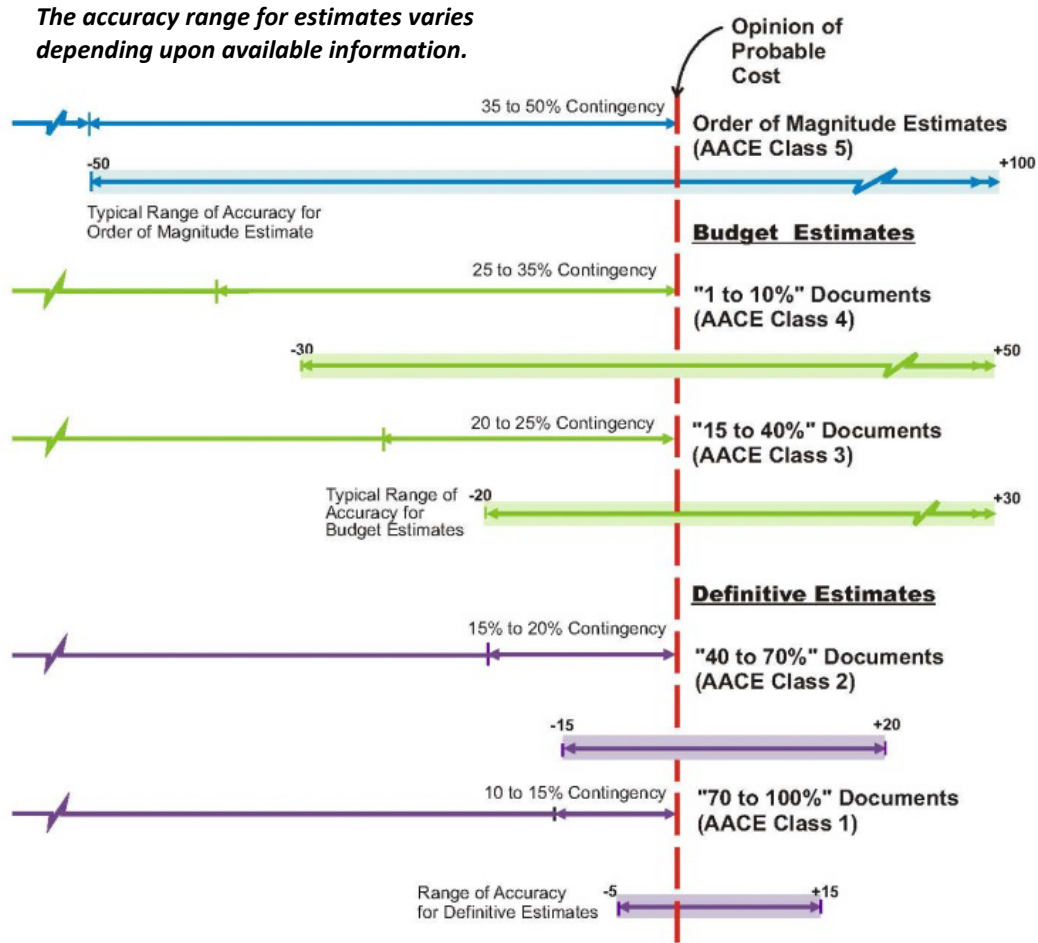 The accuracy range for estimates varies
depending upon available information.
Opinion of
Probable
Cost
35 to 50% Contingency
Order of Magnitude Estimates
(AACE Class 5)
-50
+100
Typical Range of Accuracy for
Order of Magnitude Estimate
Budget Estimates
25 to 35% Contingency
"1 to 10%" Documents
(AACE Class 4)
-30
+50
20 to 25% Contingency
"15 to 40%" Documents
(AACE Class 3)
Typical Range of
Accuracy for
Budget Estimates
-20
+30
Definitive Estimates
15% to 20% Contingency
"40 to 70%" Documents
(AACE Class 2)
-15
+20
10 to 15% Contingency
"70 to 100%" Documents
(AACE Class 1)
Range of Accuracy
for Definitive Estimates
-5
+15